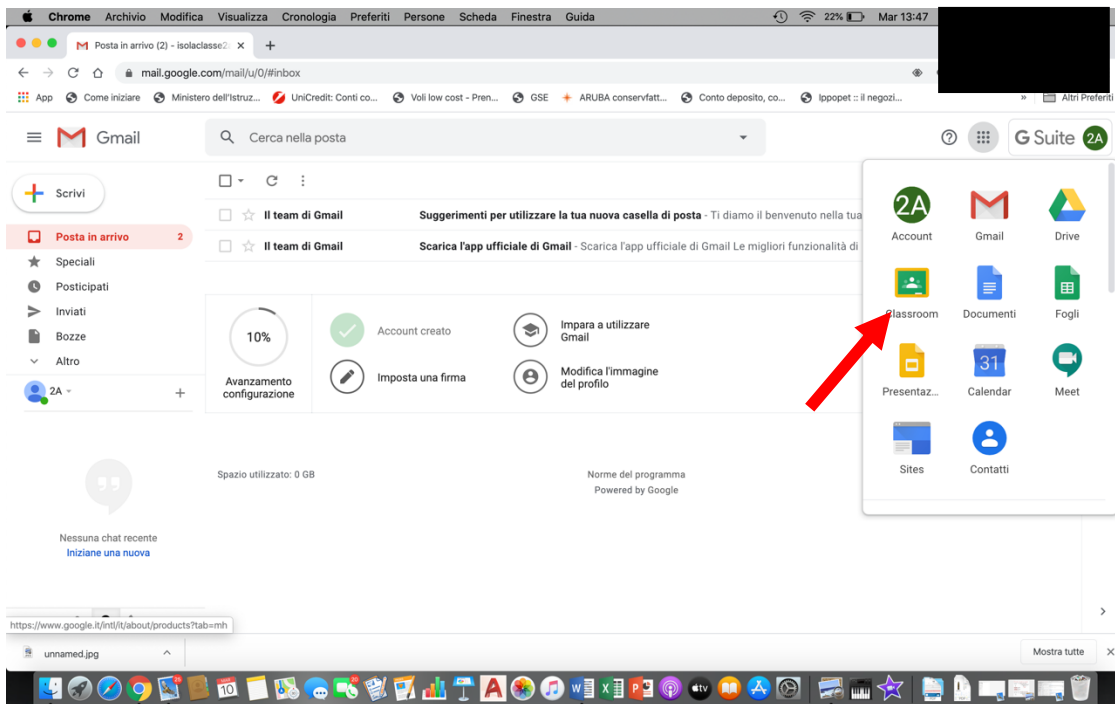 Chrome Archivio Modifica Visualizza Cronologia Preferiti Persone Scheda Finestra Guida 22% Mar 13:47
Posta in arrivo (2) - isolaclasse2
mail.google.com/mail/u/0/#inbox
App Come iniziare Ministero dell'Istruz... UniCredit: Conti co... Voli low cost - Pren... GSE ARUBA conservfatt... Conto deposito, co... Ippopet :: il negozi... » Altri Preferiti
Gmail Cerca nella posta G Suite 2A
Scrivi
Posta in arrivo 2
Speciali
Posticipati
Inviati
Bozze
Altro
2A
Nessuna chat recente
Iniziane una nuova
Il team di Gmail Suggerimenti per utilizzare la tua nuova casella di posta - Ti diamo il benvenuto nella tua
Il team di Gmail Scarica l'app ufficiale di Gmail - Scarica l'app ufficiale di Gmail Le migliori funzionalità di
10%
Avanzamento
configurazione
Account creato
Imposta una firma
Impara a utilizzare
Gmail
Modifica l'immagine
del profilo
Spazio utilizzato: 0 GB
Norme del programma
Powered by Google
2A
Account Gmail Drive
Classroom Documenti Fogli
31
Presentaz... Calendar Meet
Sites Contatti
https://www.google.it/intl/it/about/products?tab=mh
unnamed.jpg Mostra tutte
10
tv